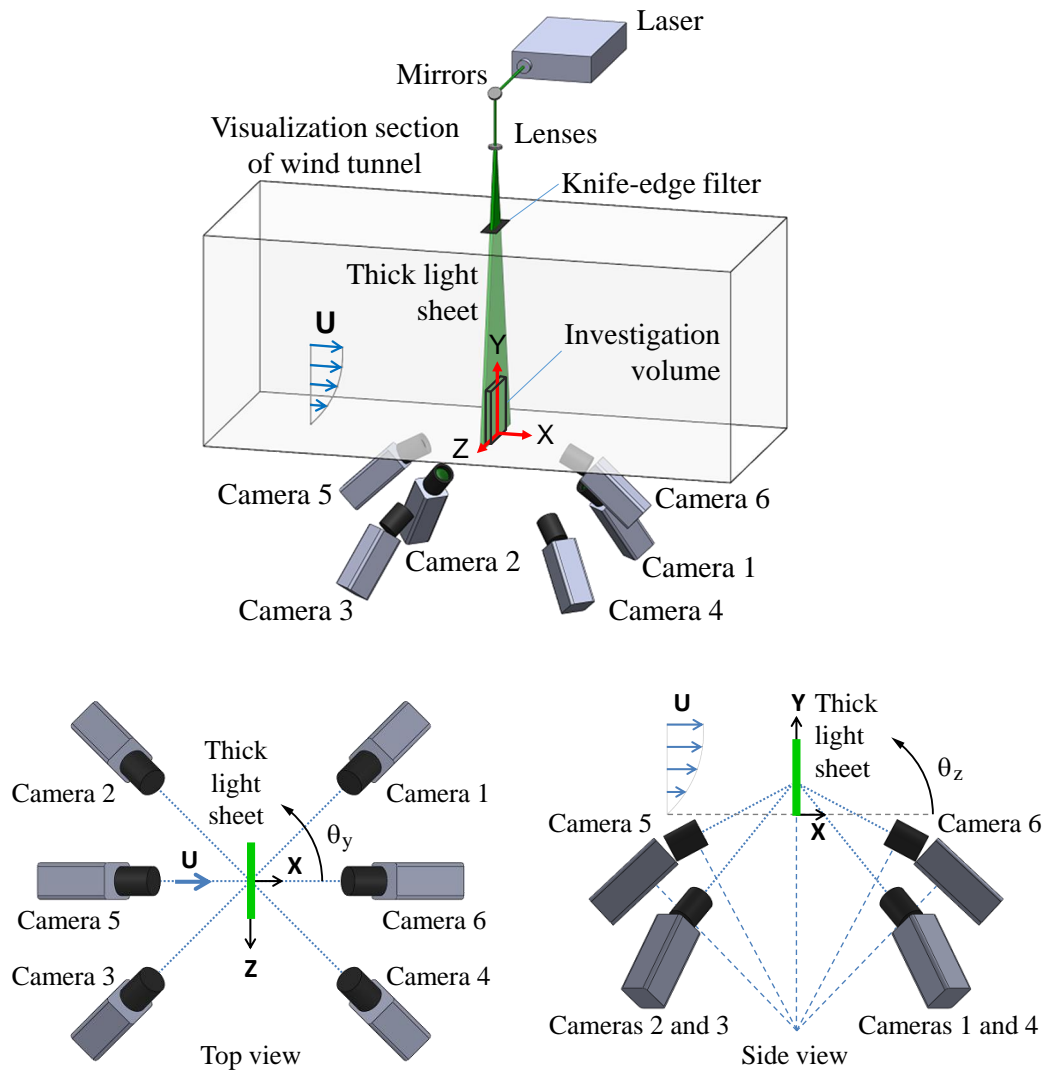 Laser
Mirrors
Visualization section
of wind tunnel
Lenses
Knife-edge filter
Thick light
sheet
U
Y
Investigation
volume
Z
X
Camera 5
Camera 6
Camera 2
Camera 1
Camera 3
Camera 4
Thick
light
sheet
Camera 2
Camera 1
θy
U
X
Camera 5
Camera 6
Z
Camera 3
Camera 4
Top view
U
Y
Thick
light
sheet
θz
Camera 5
X
Camera 6
Cameras 2 and 3
Cameras 1 and 4
Side view